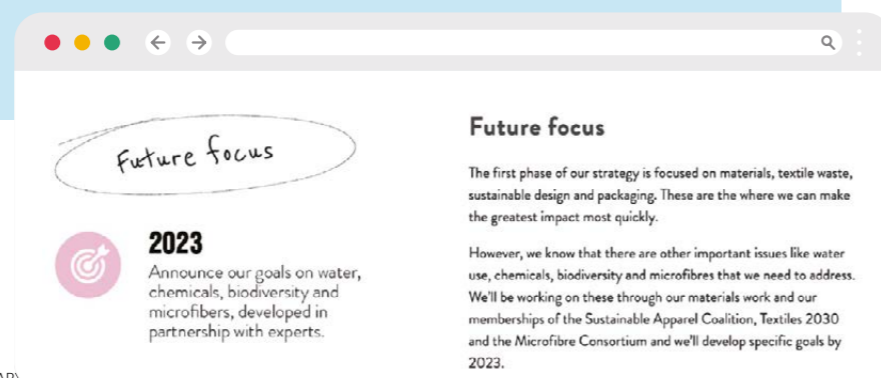 Future focus
2023
Announce our goals on water,
chemicals, biodiversity and
microfibers, developed in
partnership with experts.
Future focus
The first phase of our strategy is focused on materials, textile waste,
sustainable design and packaging. These are the where we can make
the greatest impact most quickly.
However, we know that there are other important issues like water
use, chemicals, biodiversity and microfibres that we need to address.
We'll be working on these through our materials work and our
memberships of the Sustainable Apparel Coalition, Textiles 2030
and the Microfibre Consortium and we'll develop specific goals by
2023.